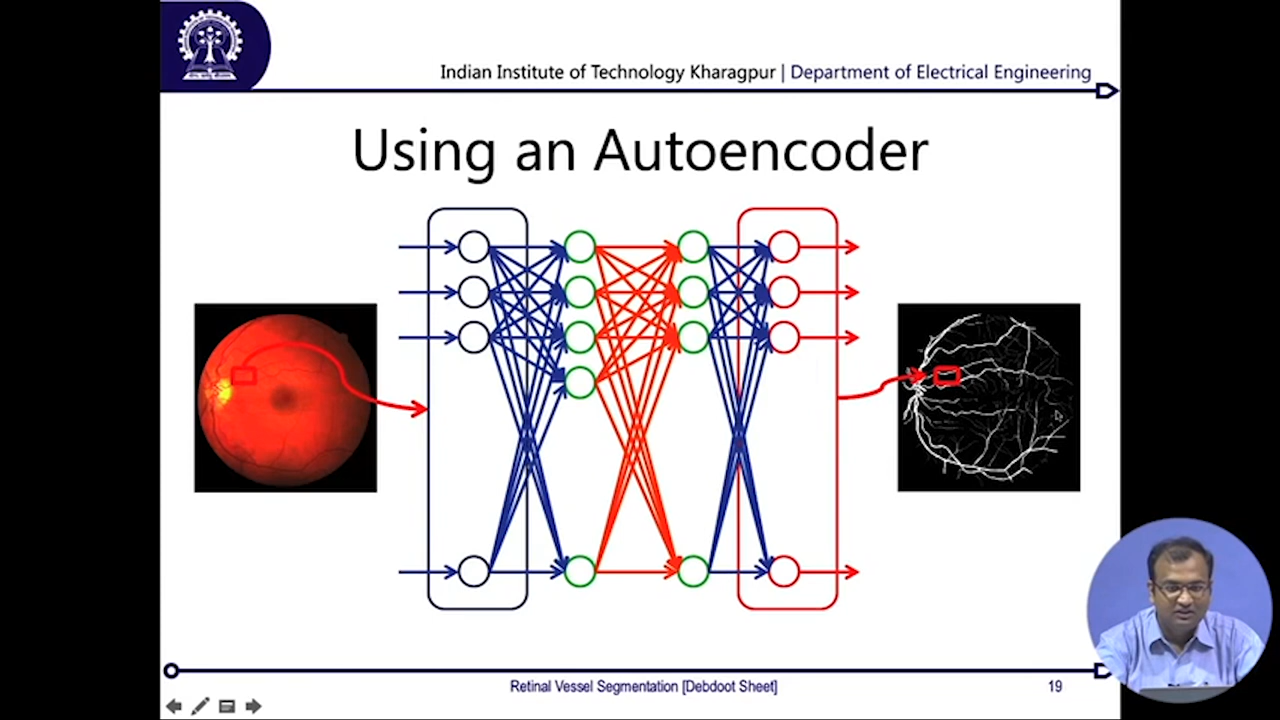 Indian Institute of Technology Kharagpur | Department of Electrical Engineering
Using an Autoencoder
Retinal Vessel Segmentation [Debdoot Sheet]
19